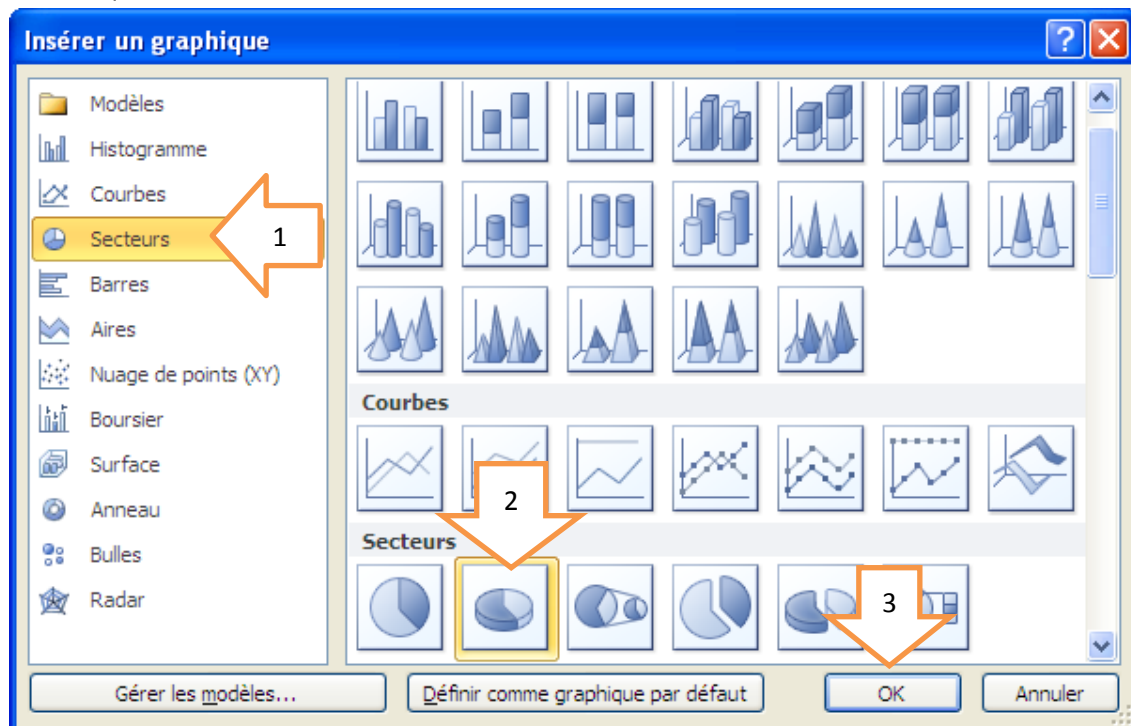 Insérer un graphique
Modèles
Histogramme
Courbes
Secteurs
1
Barres
Aires
Nuage de points (XY)
Boursier
Surface
Anneau
Bulles
Radar
Courbes
2
Secteurs
3
Gérer les modèles...
Définir comme graphique par défaut
OK
Annuler